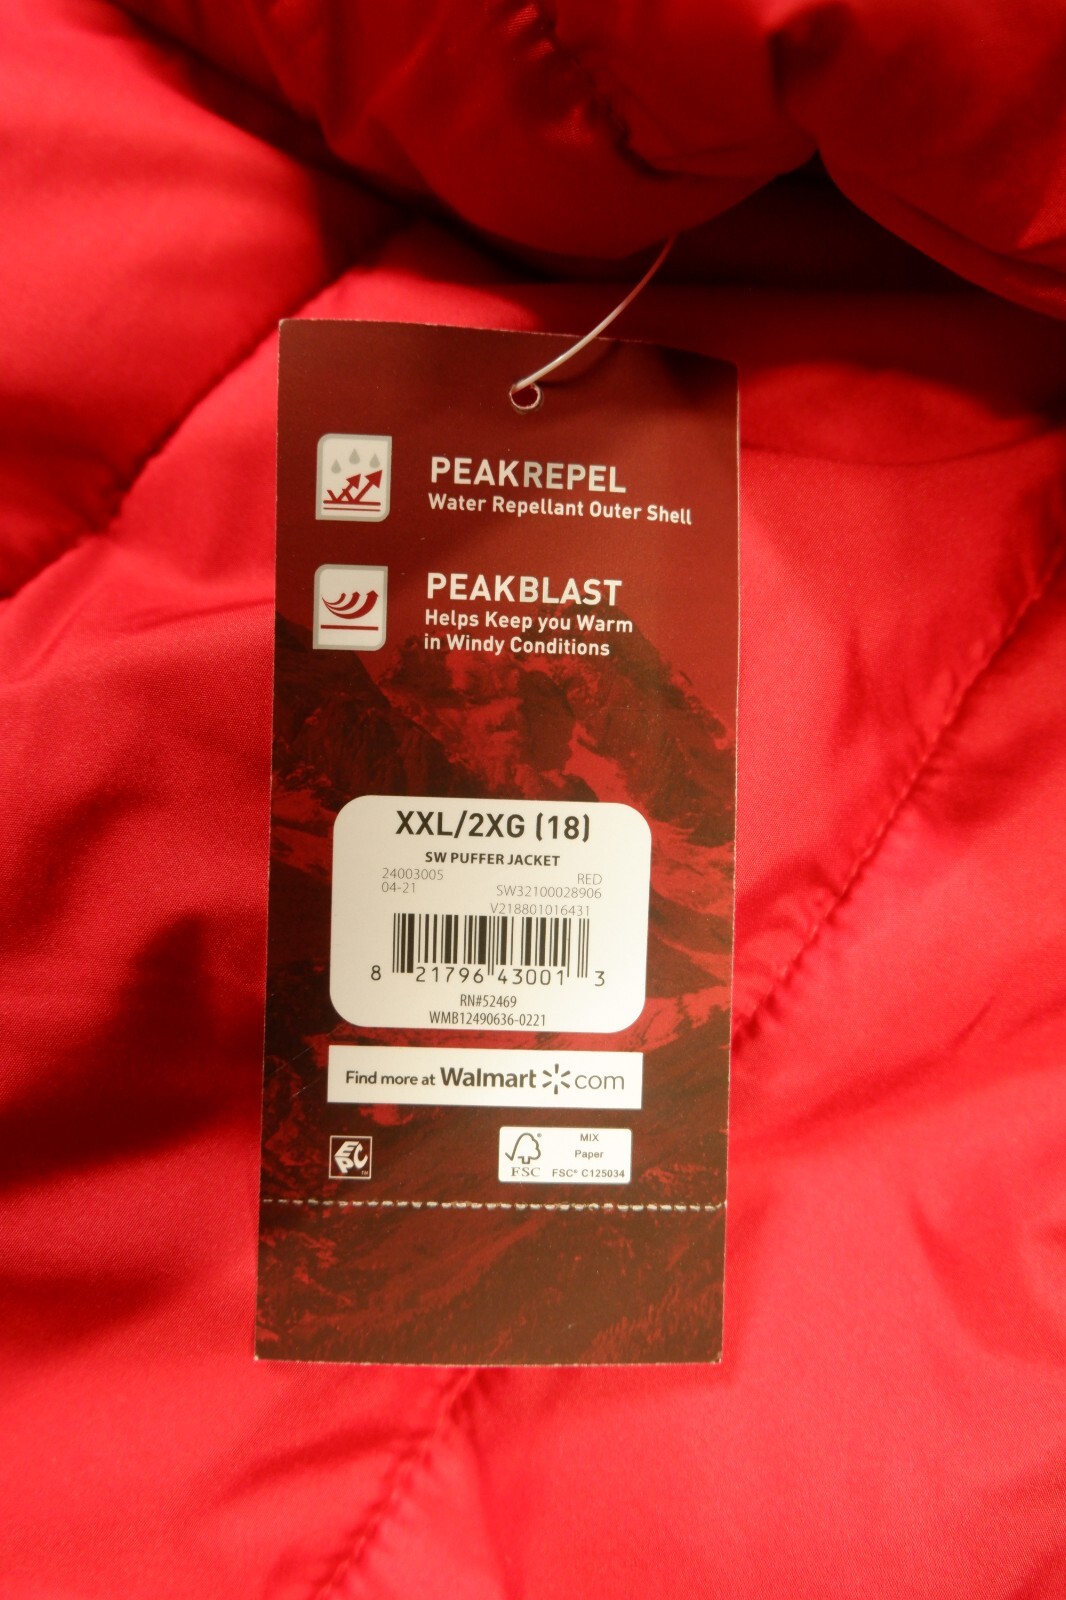 PEAKREPEL
Water Repellant Outer Shell
PEAKBLAST
Helps Keep you Warm
in Windy Conditions
XXL/2XG (18)
SW PUFFER JACKET
24003005 RED
04-21 SW32100028906
V218801016431
8 21796 43001 3
RN#52469
WMB12490636-0221
Find more at Walmart com
EPC TM
MIX
Paper
FSC FSC® C125034